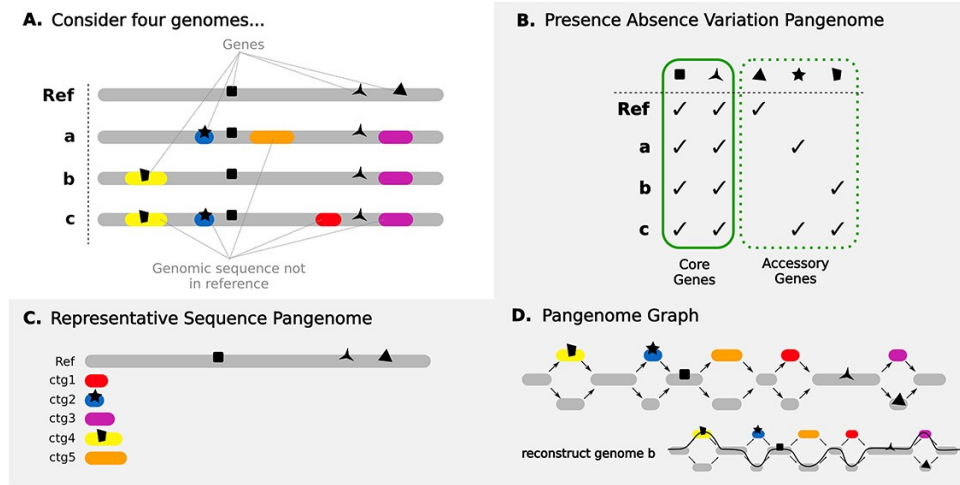 A. Consider four genomes...
Genes
Ref
a
b
c
Genomic sequence not
in reference
B. Presence Absence Variation Pangenome
Ref
a
b
c
Core
Genes
Accessory
Genes
C. Representative Sequence Pangenome
Ref
ctg1
ctg2
ctg3
ctg4
ctg5
D. Pangenome Graph
reconstruct genome b